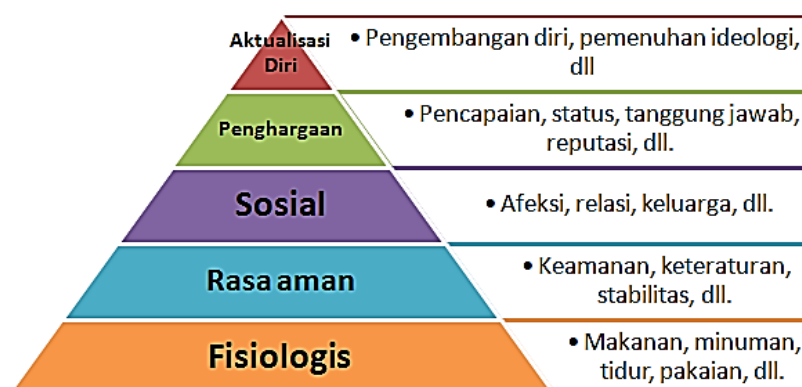 Aktualisasi
Diri
• Pengembangan diri, pemenuhan ideologi,
dll
Penghargaan
• Pencapaian, status, tanggung jawab,
reputasi, dll.
Sosial
• Afeksi, relasi, keluarga, dll.
Rasa aman
• Keamanan, keteraturan,
stabilitas, dll.
Fisiologis
• Makanan, minuman,
tidur, pakaian, dll.